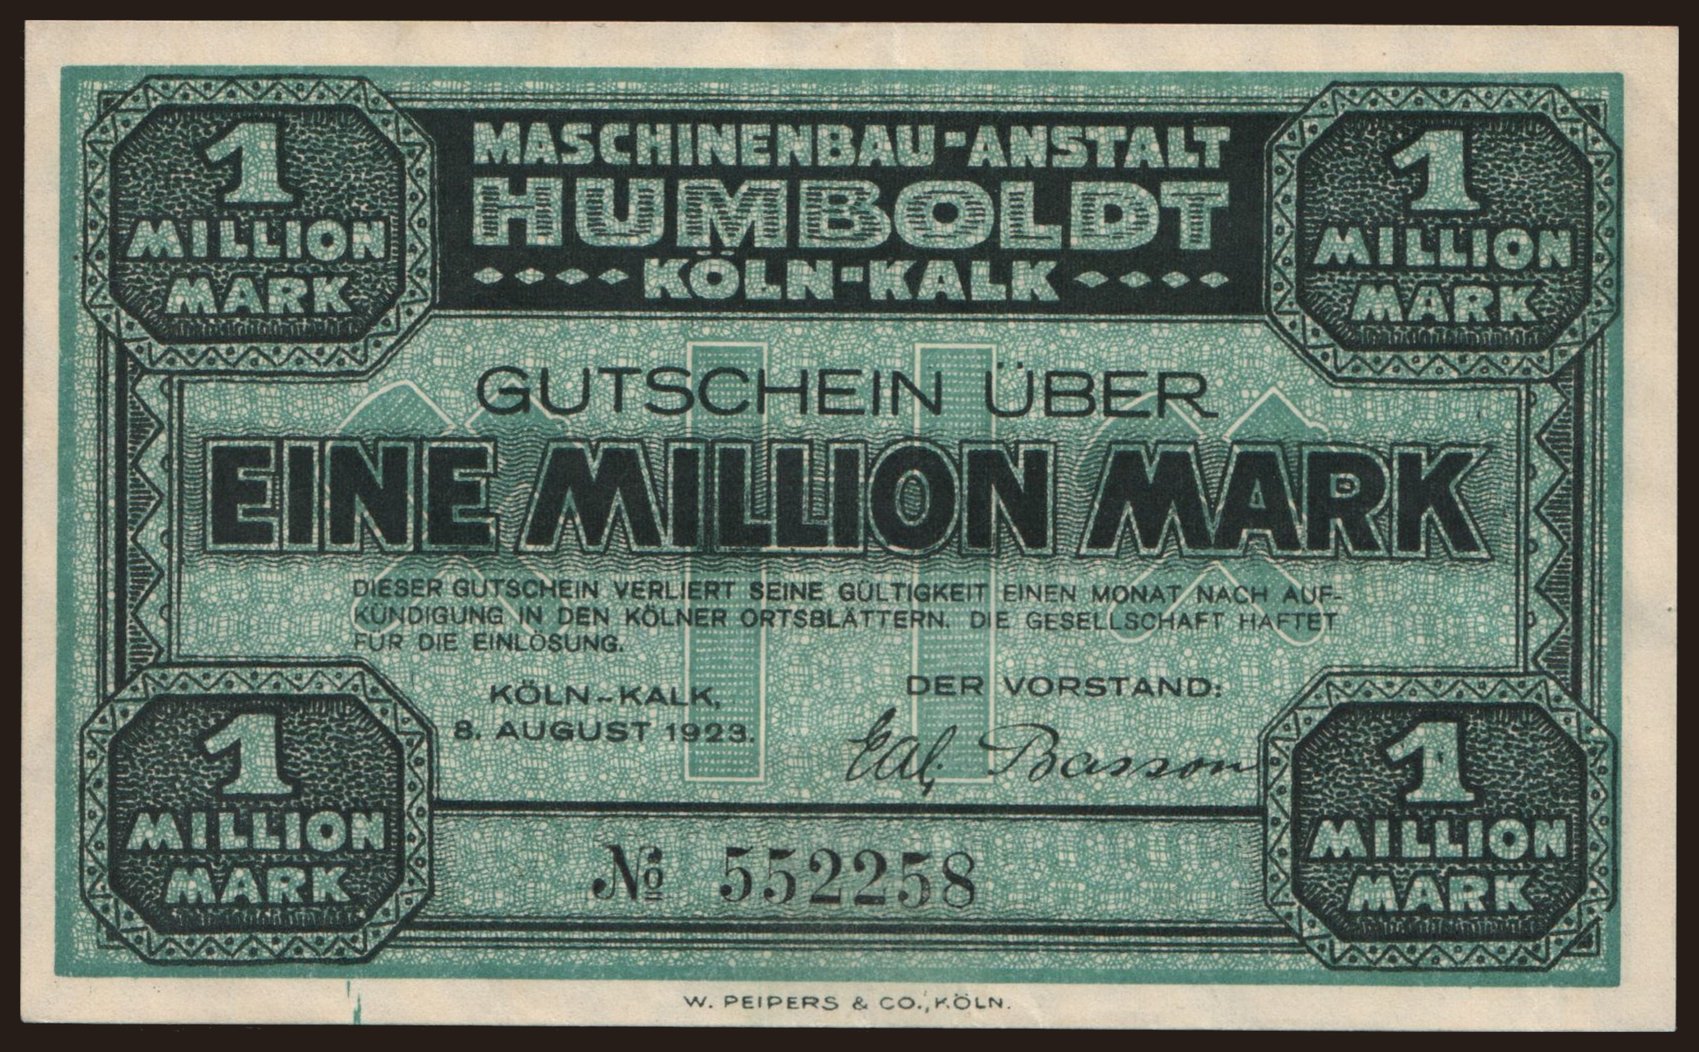 1 MILLION MARK
MASCHINENBAU-ANSTALT
HUMBOLDT
KÖLN-KALK
1 MILLION MARK
GUTSCHEIN ÜBER
EINE MILLION MARK
DIESER GUTSCHEIN VERLIERT SEINE GÜLTIGKEIT EINEN MONAT NACH AUF-
KÜNDIGUNG IN DEN KÖLNER ORTSBLÄTTERN. DIE GESELLSCHAFT HAFTET
FÜR DIE EINLÖSUNG.
KÖLN-KALK,
8. AUGUST 1923.
DER VORSTAND:
1 MILLION MARK
№ 552258
1 MILLION MARK
W. PEIPERS & CO., KÖLN.